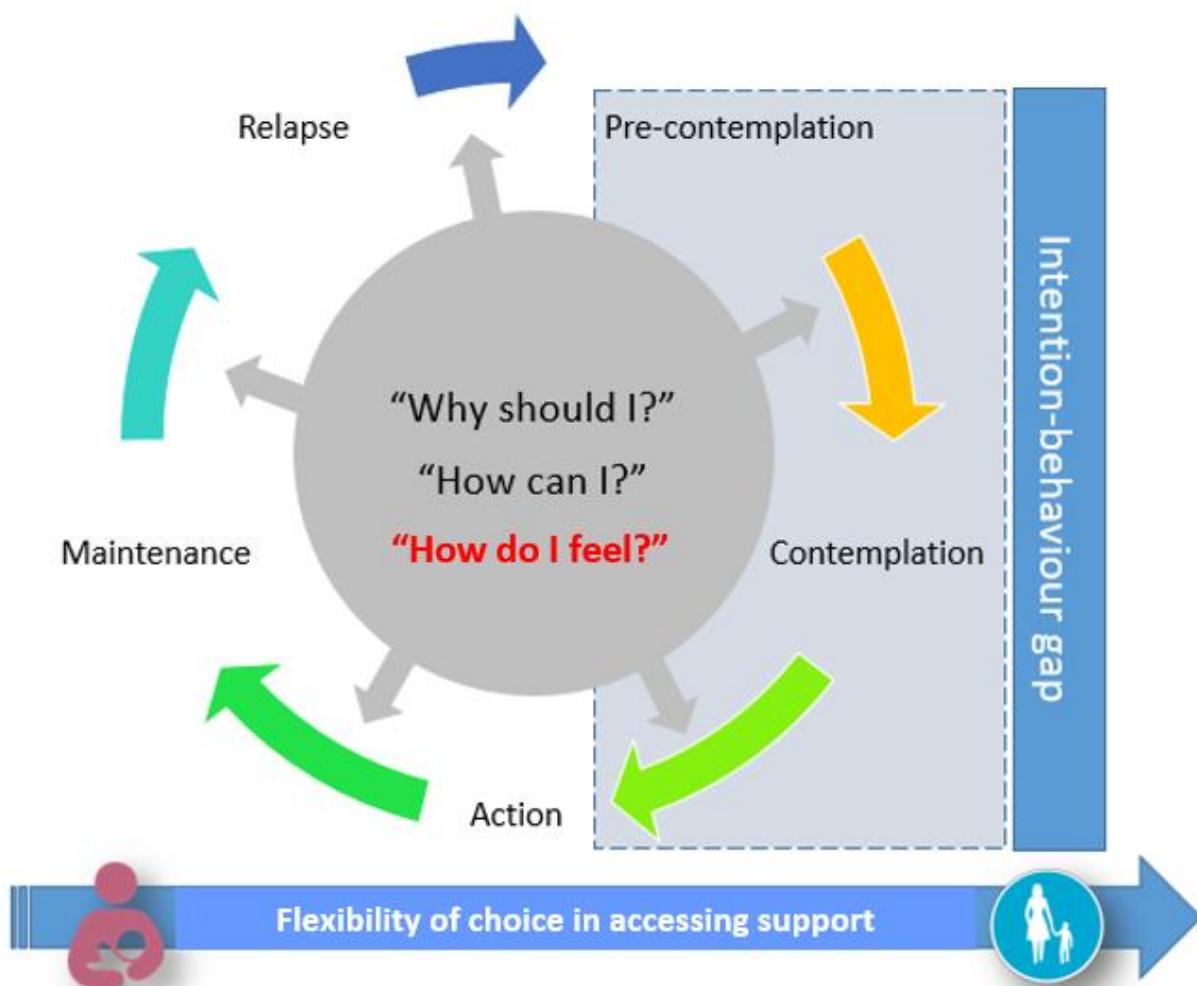 Relapse
Pre-contemplation
“Why should I?”
“How can I?”
“How do I feel?”
Maintenance
Contemplation
Action
Intention-behaviour gap
Flexibility of choice in accessing support